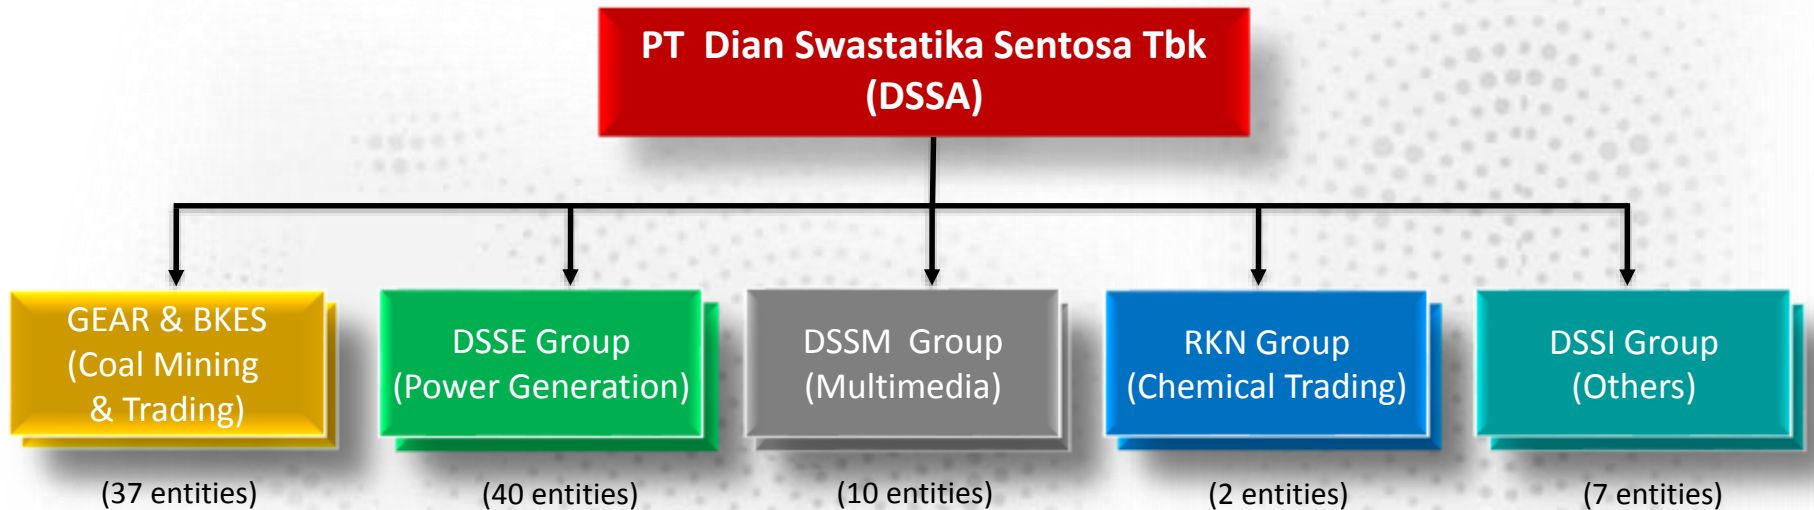 PT Dian Swastatika Sentosa Tbk
(DSSA)
GEAR & BKES
(Coal Mining
& Trading)
(37 entities)
DSSE Group
(Power Generation)
(40 entities)
DSSM Group
(Multimedia)
(10 entities)
RKN Group
(Chemical Trading)
(2 entities)
DSSI Group
(Others)
(7 entities)